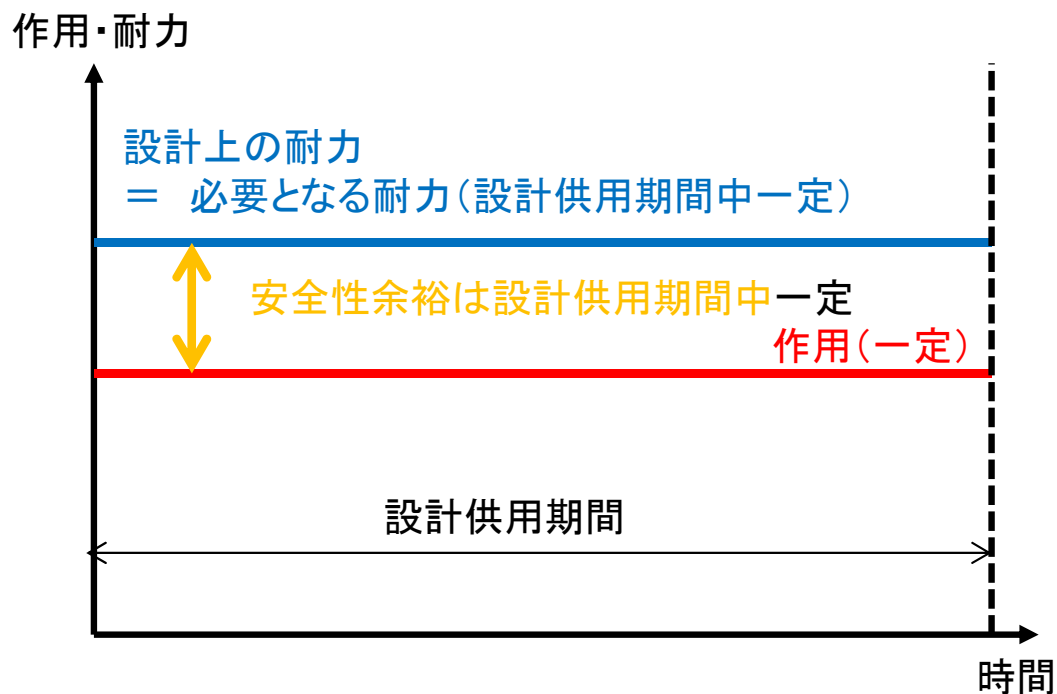 作用・耐力
設計上の耐力
＝ 必要となる耐力（設計供用期間中一定）
安全性余裕は設計供用期間中一定
作用（一定）
設計供用期間
時間